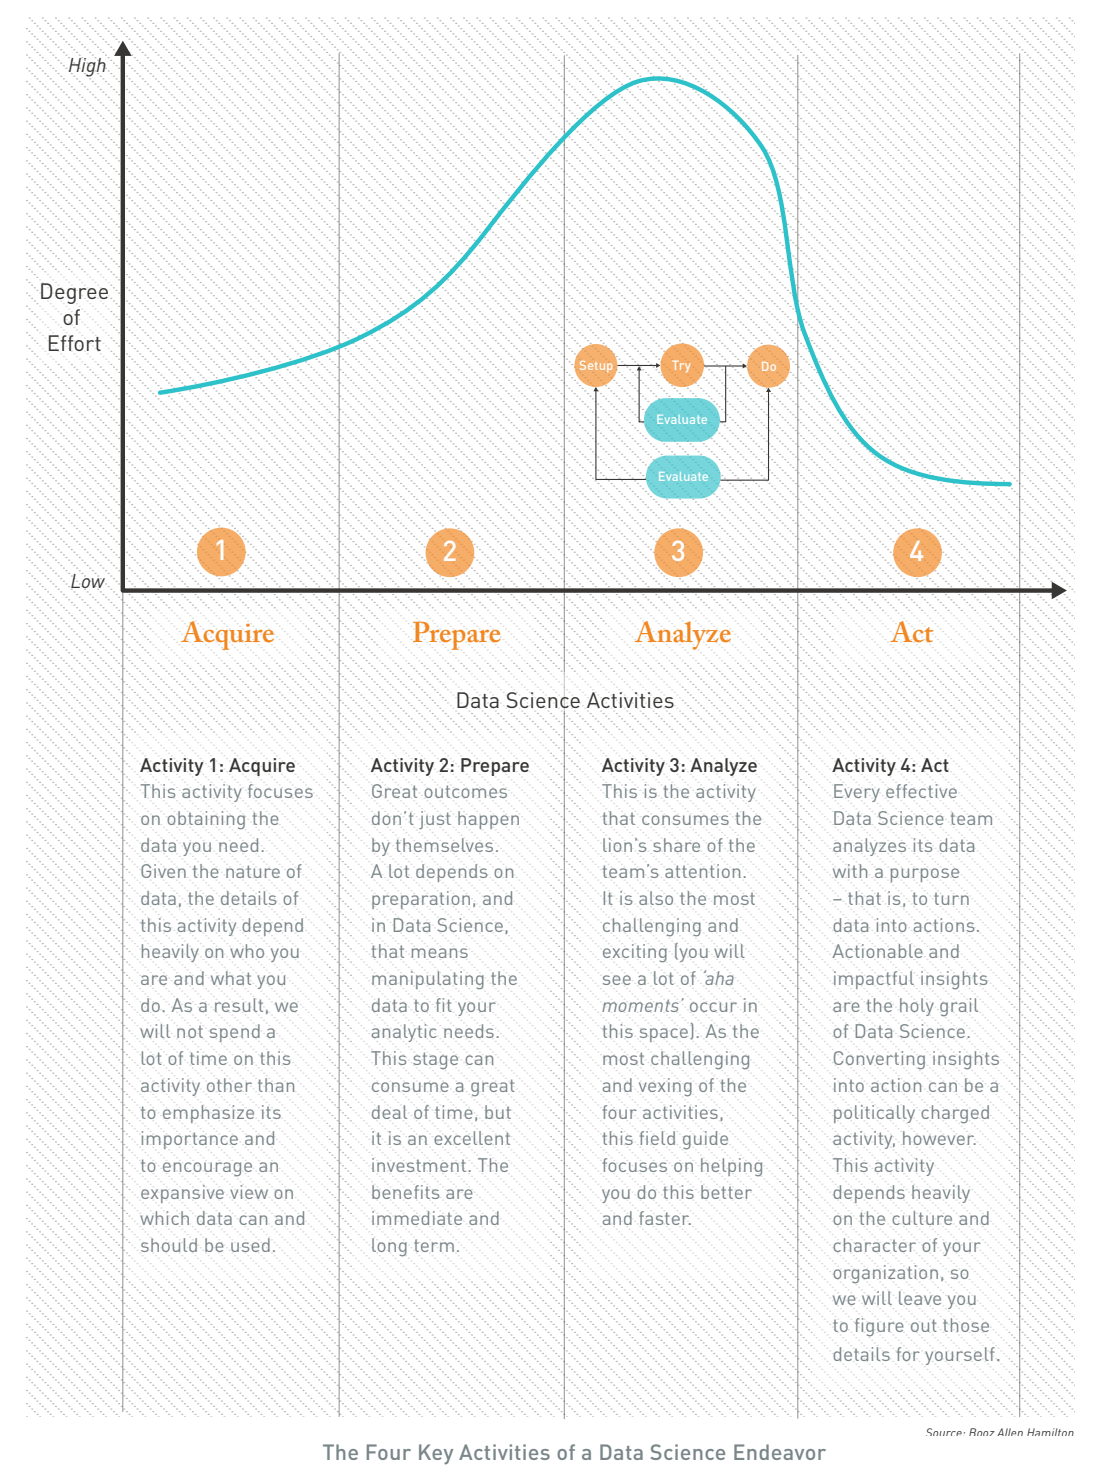 High
Degree
of
Effort
Setup
Try
Do
Evaluate
Evaluate
1
2
3
4
Low
Acquire
Prepare
Analyze
Act
Data Science Activities
Activity 1: Acquire
This activity focuses
on obtaining the
data you need.
Given the nature of
data, the details of
this activity depend
heavily on who you
are and what you
do. As a result, we
will not spend a
lot of time on this
activity other than
to emphasize its
importance and
to encourage an
expansive view on
which data can and
should be used.
Activity 2: Prepare
Great outcomes
don't just happen
by themselves.
A lot depends on
preparation, and
in Data Science,
that means
manipulating the
data to fit your
analytic needs.
This stage can
consume a great
deal of time, but
it is an excellent
investment. The
benefits are
immediate and
long term.
Activity 3: Analyze
This is the activity
that consumes the
lion's share of the
team's attention.
It is also the most
challenging and
exciting (you will
see a lot of 'aha
moments' occur in
this space). As the
most challenging
and vexing of the
four activities,
this field guide
focuses on helping
you do this better
and faster.
Activity 4: Act
Every effective
Data Science team
analyzes its data
with a purpose
– that is, to turn
data into actions.
Actionable and
impactful insights
are the holy grail
of Data Science.
Converting insights
into action can be a
politically charged
activity, however.
This activity
depends heavily
on the culture and
character of your
organization, so
we will leave you
to figure out those
details for yourself.
Source: Booz Allen Hamilton
The Four Key Activities of a Data Science Endeavor